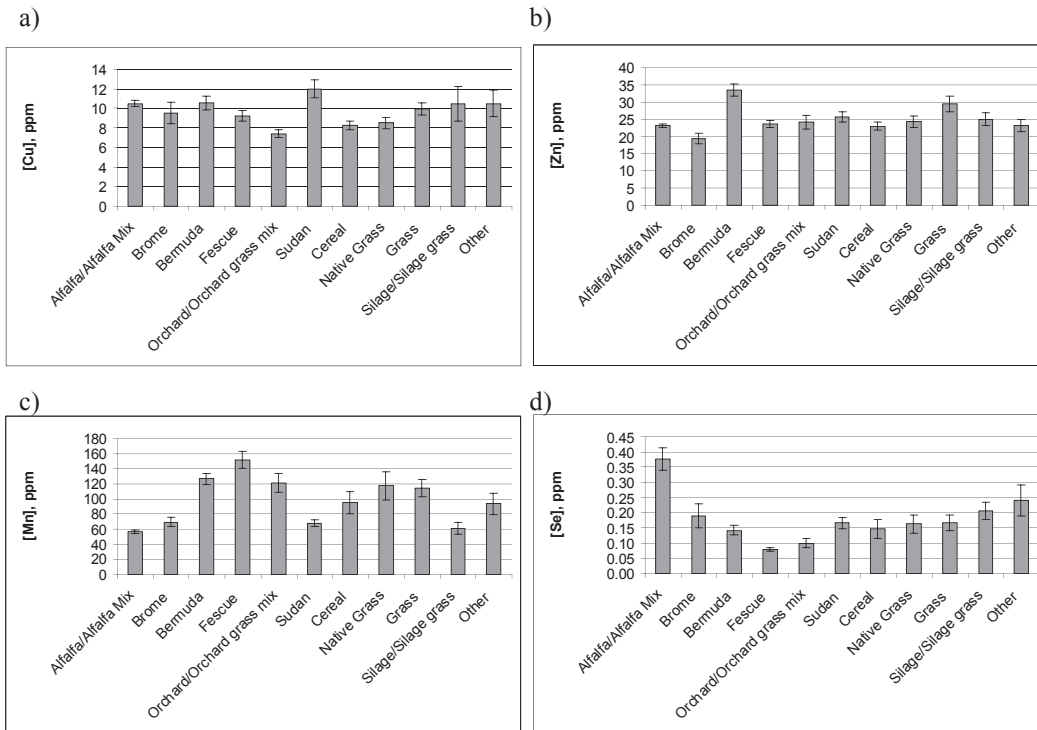 a)
[Cu], ppm
14
12
10
8
6
4
2
0
Alfalfa/Alfalfa Mix
Brome
Bermuda
Fescue
Orchard/Orchard grass mix
Sudan
Cereal
Native Grass
Grass
Silage/Silage grass
Other
b)
[Zn], ppm
40
35
30
25
20
15
10
5
0
Alfalfa/Alfalfa Mix
Brome
Bermuda
Fescue
Orchard/Orchard grass mix
Sudan
Cereal
Native Grass
Grass
Silage/Silage grass
Other
c)
[Mn], ppm
180
160
140
120
100
80
60
40
20
0
Alfalfa/Alfalfa Mix
Brome
Bermuda
Fescue
Orchard/Orchard grass mix
Sudan
Cereal
Native Grass
Grass
Silage/Silage grass
Other
d)
[Se], ppm
0.45
0.40
0.35
0.30
0.25
0.20
0.15
0.10
0.05
0.00
Alfalfa/Alfalfa Mix
Brome
Bermuda
Fescue
Orchard/Orchard grass mix
Sudan
Cereal
Native Grass
Grass
Silage/Silage grass
Other